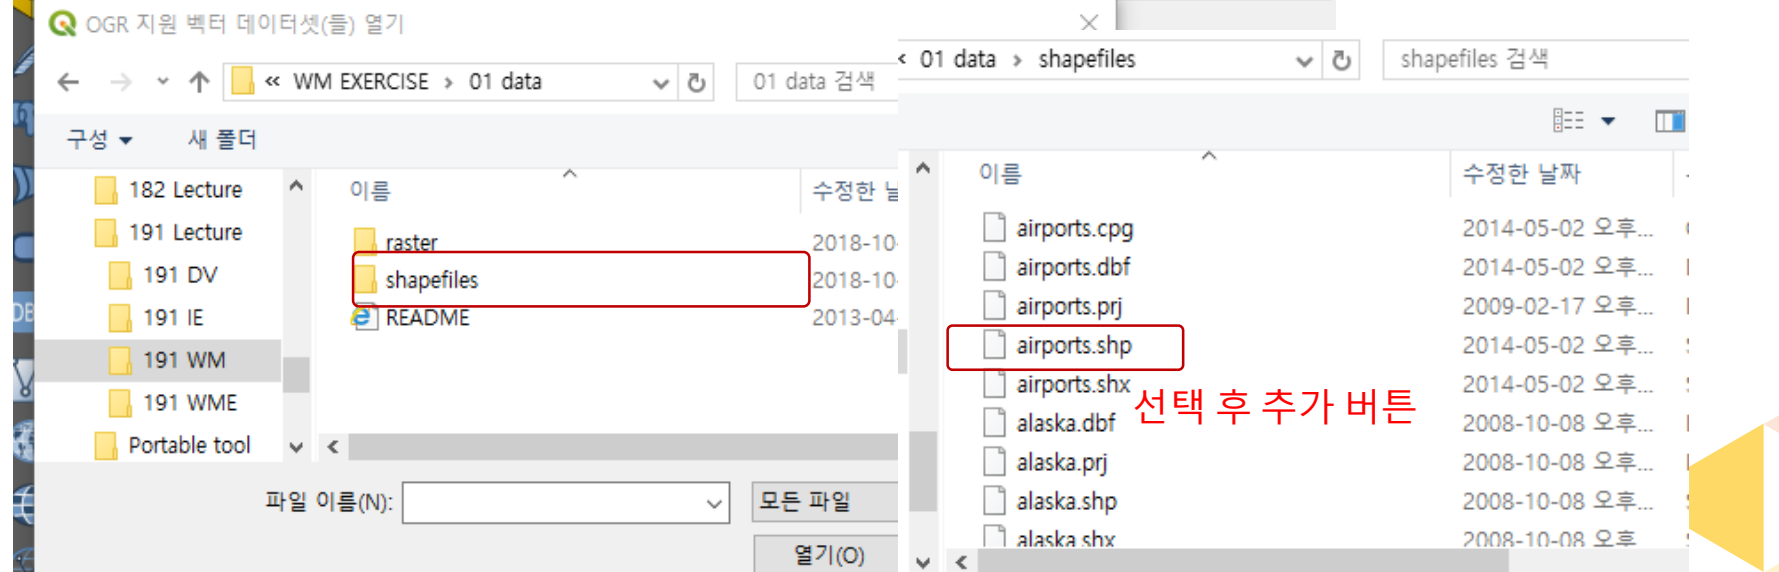 OGR 지원 벡터 데이터셋(들) 열기
« WM EXERCISE › 01 data
01 data 검색
구성
새 폴더
182 Lecture
191 Lecture
191 DV
191 IE
191 WM
191 WME
Portable tool
이름
수정한
raster
2018-10-
shapefiles
2018-10-
README
2013-04-
파일 이름(N):
모든 파일
열기(O)
01 data › shapefiles
shapefiles 검색
이름
수정한 날짜
airports.cpg
2014-05-02 오후...
airports.dbf
2014-05-02 오후...
airports.prj
2009-02-17 오후...
airports.shp
2014-05-02 오후...
airports.shx
2014-05-02 오후...
선택 후 추가 버튼
alaska.dbf
2008-10-08 오후...
alaska.prj
2008-10-08 오후...
alaska.shp
2008-10-08 오후...
alaska.shx
2008-10-08 오후